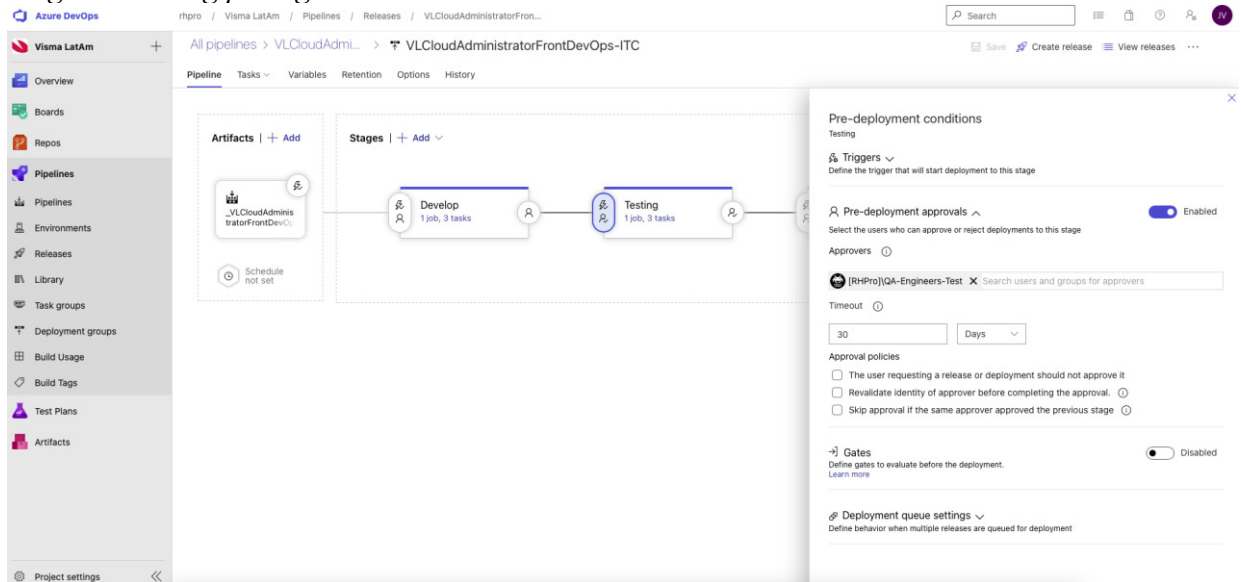 Azure DevOps
rhpro / Visma LatAm / Pipelines / Releases / VLCloudAdministratorFron...
Search
JV
Visma LatAm
All pipelines > VLCloudAdmi... > VLCloudAdministratorFrontDevOps-ITC
Save Create release View releases ...
Overview
Boards
Repos
Pipelines
Pipelines
Environments
Releases
Library
Task groups
Deployment groups
Build Usage
Build Tags
Test Plans
Artifacts
Project settings
Pipeline Tasks Variables Retention Options History
Artifacts | + Add
_VLCloudAdminis
tratorFrontDevOp
Schedule
not set
Stages | + Add
Develop
1 job, 3 tasks
Testing
1 job, 3 tasks
Pre-deployment conditions
Testing
Triggers
Define the trigger that will start deployment to this stage
Pre-deployment approvals Enabled
Select the users who can approve or reject deployments to this stage
Approvers
[RHPro]\QA-Engineers-Test X Search users and groups for approvers
Timeout
30 Days
Approval policies
The user requesting a release or deployment should not approve it
Revalidate identity of approver before completing the approval.
Skip approval if the same approver approved the previous stage
Gates Disabled
Define gates to evaluate before the deployment.
Learn more
Deployment queue settings
Define behavior when multiple releases are queued for deployment